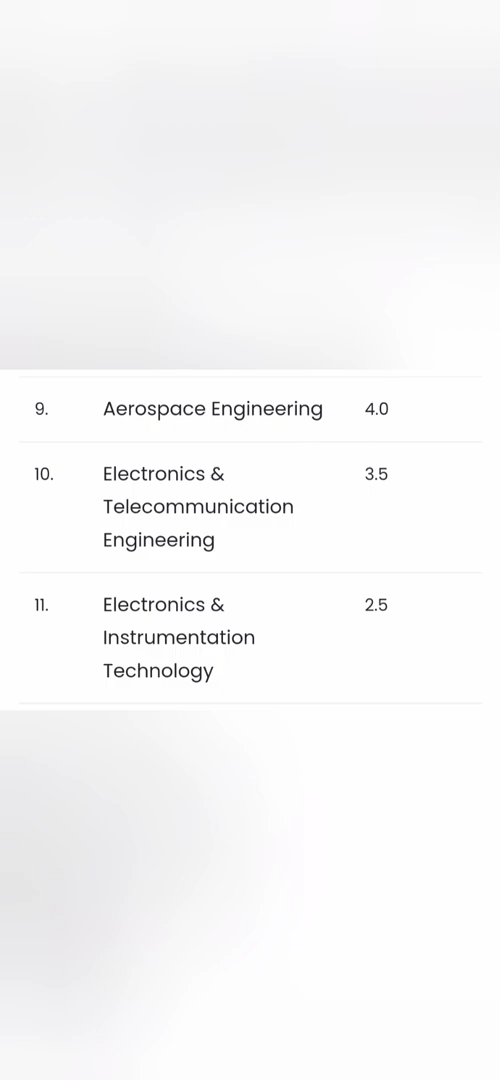 9. Aerospace Engineering 4.0
10. Electronics & 3.5
Telecommunication
Engineering
11. Electronics & 2.5
Instrumentation
Technology